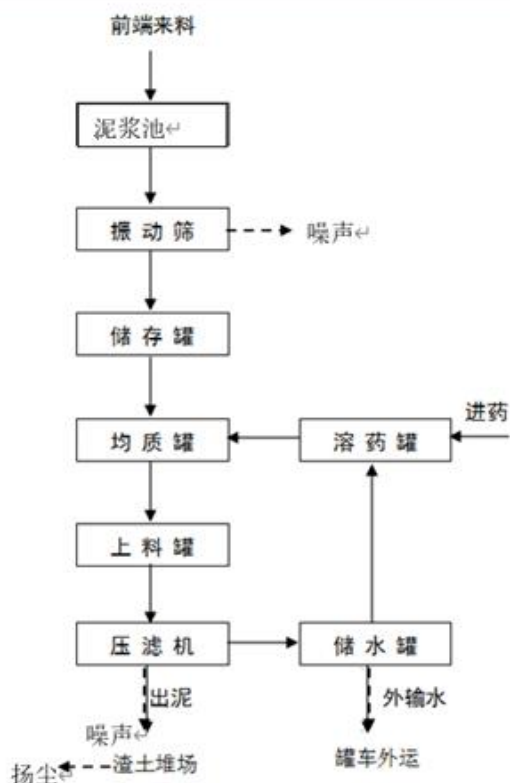 前端来料
泥浆池↵
振动筛
噪声↵
储存罐
进药
均质罐
溶药罐
上料罐
压滤机
储水罐
出泥
外输水
噪声↵
扬尘↵
渣土堆场
罐车外运